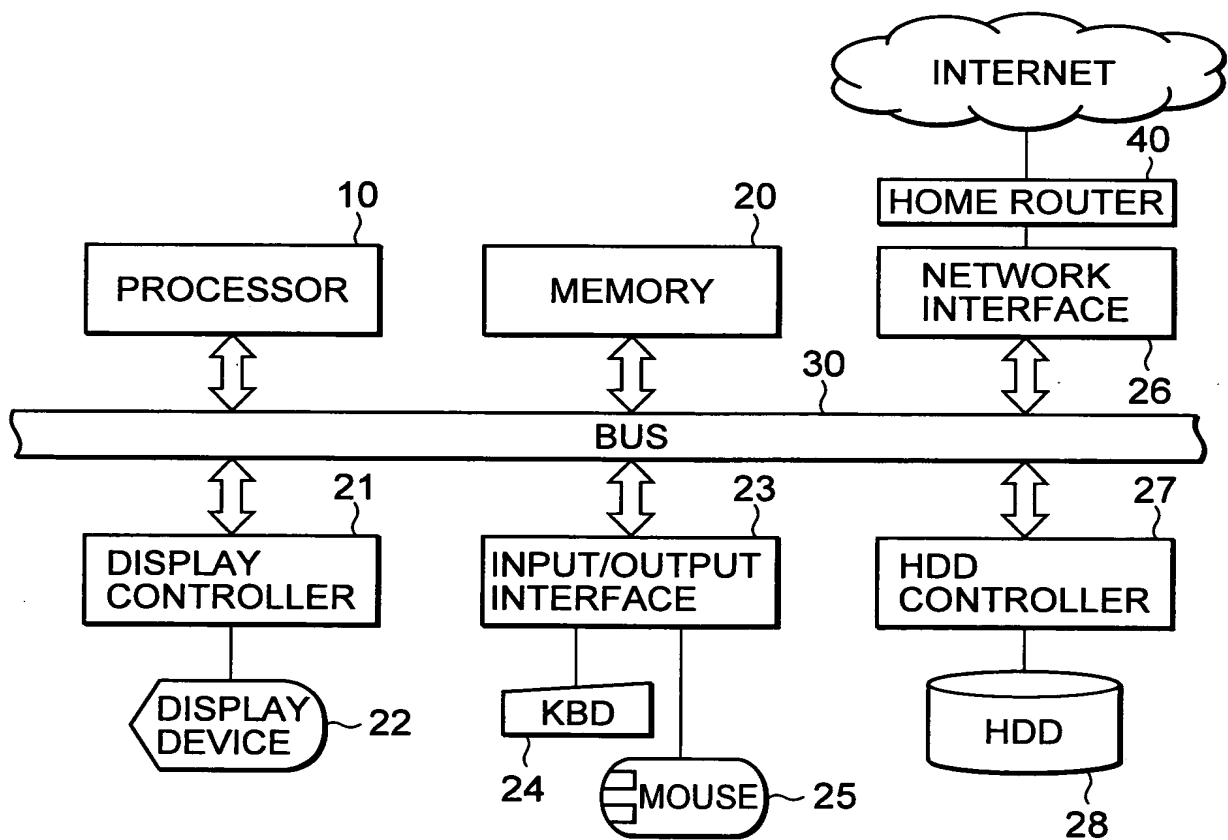 INTERNET
40
HOME ROUTER
10
PROCESSOR
20
MEMORY
NETWORK
INTERFACE
26
30
BUS
21
DISPLAY
CONTROLLER
23
INPUT/OUTPUT
INTERFACE
27
HDD
CONTROLLER
DISPLAY
DEVICE
22
KBD
24
MOUSE
25
HDD
28